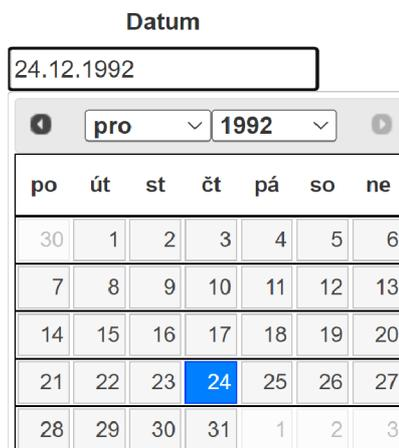 Datum
24.12.1992
pro 1992
po út st čt pá so ne
30 1 2 3 4 5 6
7 8 9 10 11 12 13
14 15 16 17 18 19 20
21 22 23 24 25 26 27
28 29 30 31 1 2 3